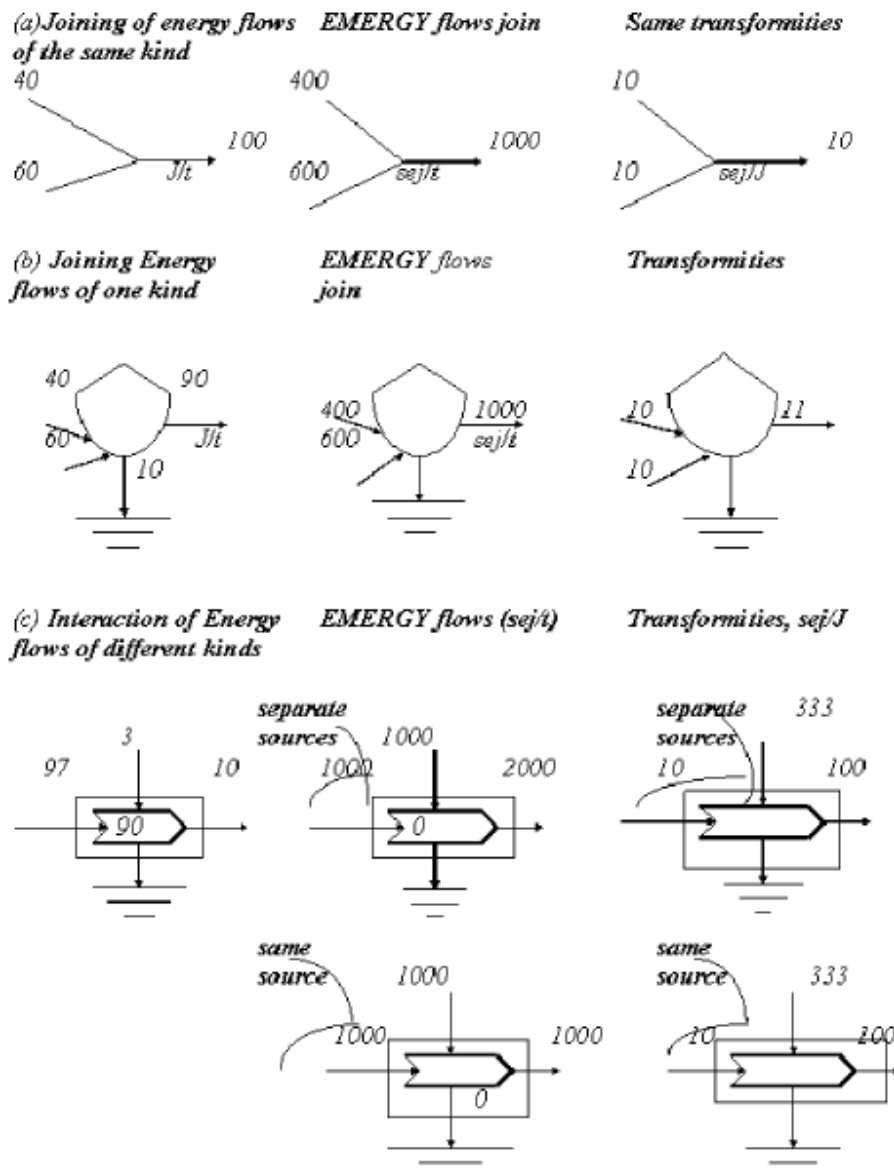 (a)Joining of energy flows of the same kind
EMERGY flows join
Same transformities
40
60
100
J/t
400
600
1000
sej/t
10
10
10
sej/J
(b) Joining Energy
flows of one kind
EMERGY flows
join
Transformities
40
60
90
J/t
10
400
600
1000
sej/t
10
10
11
(c) Interaction of Energy
flows of different kinds
EMERGY flows (sej/t)
Transformities, sej/J
3
97
10
90
separate
sources
1000
1000
2000
0
separate
sources
333
10
100
same
source
1000
1000
1000
0
same
source
333
10
100